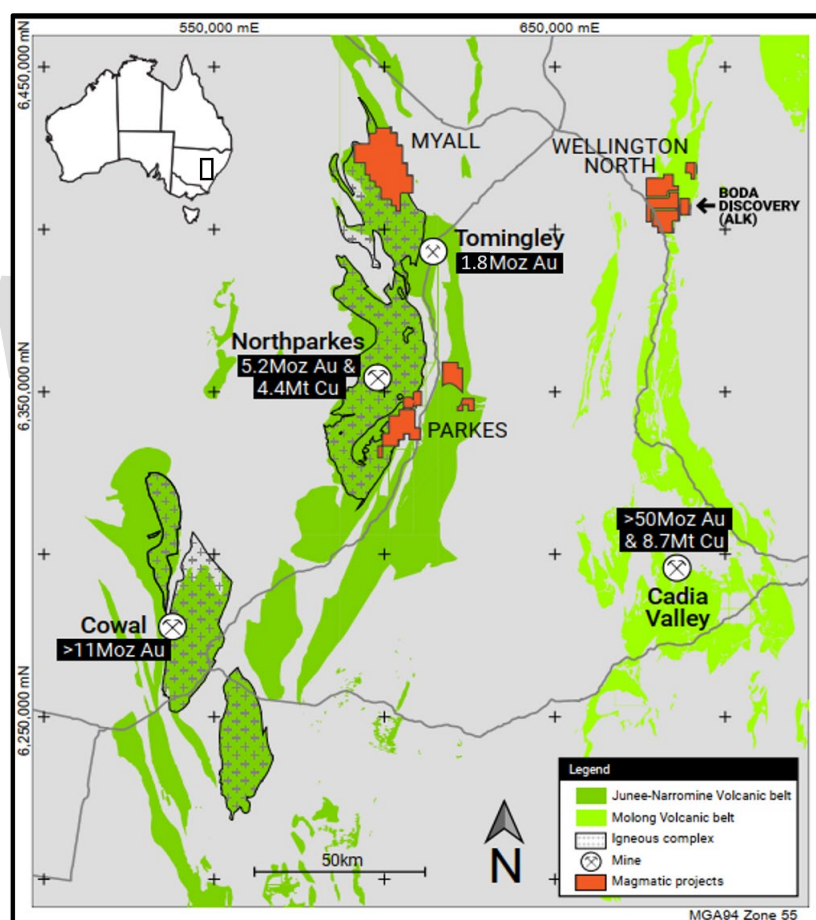 550,000 mE
650,000 mE
6,450,000 mN
MYALL
WELLINGTON
NORTH
BODA
DISCOVERY
(ALK)
Tomingley
1.8Moz Au
Northparkes
5.2Moz Au &
4.4Mt Cu
6,350,000 mN
PARKES
>50Moz Au
& 8.7Mt Cu
Cadia
Valley
Cowal
>11Moz Au
6,250,000 mN
Legend
Junee-Narromine Volcanic belt
Molong Volcanic belt
Igneous complex
Mine
Magmatic projects
50km
N
MGA94 Zone 55